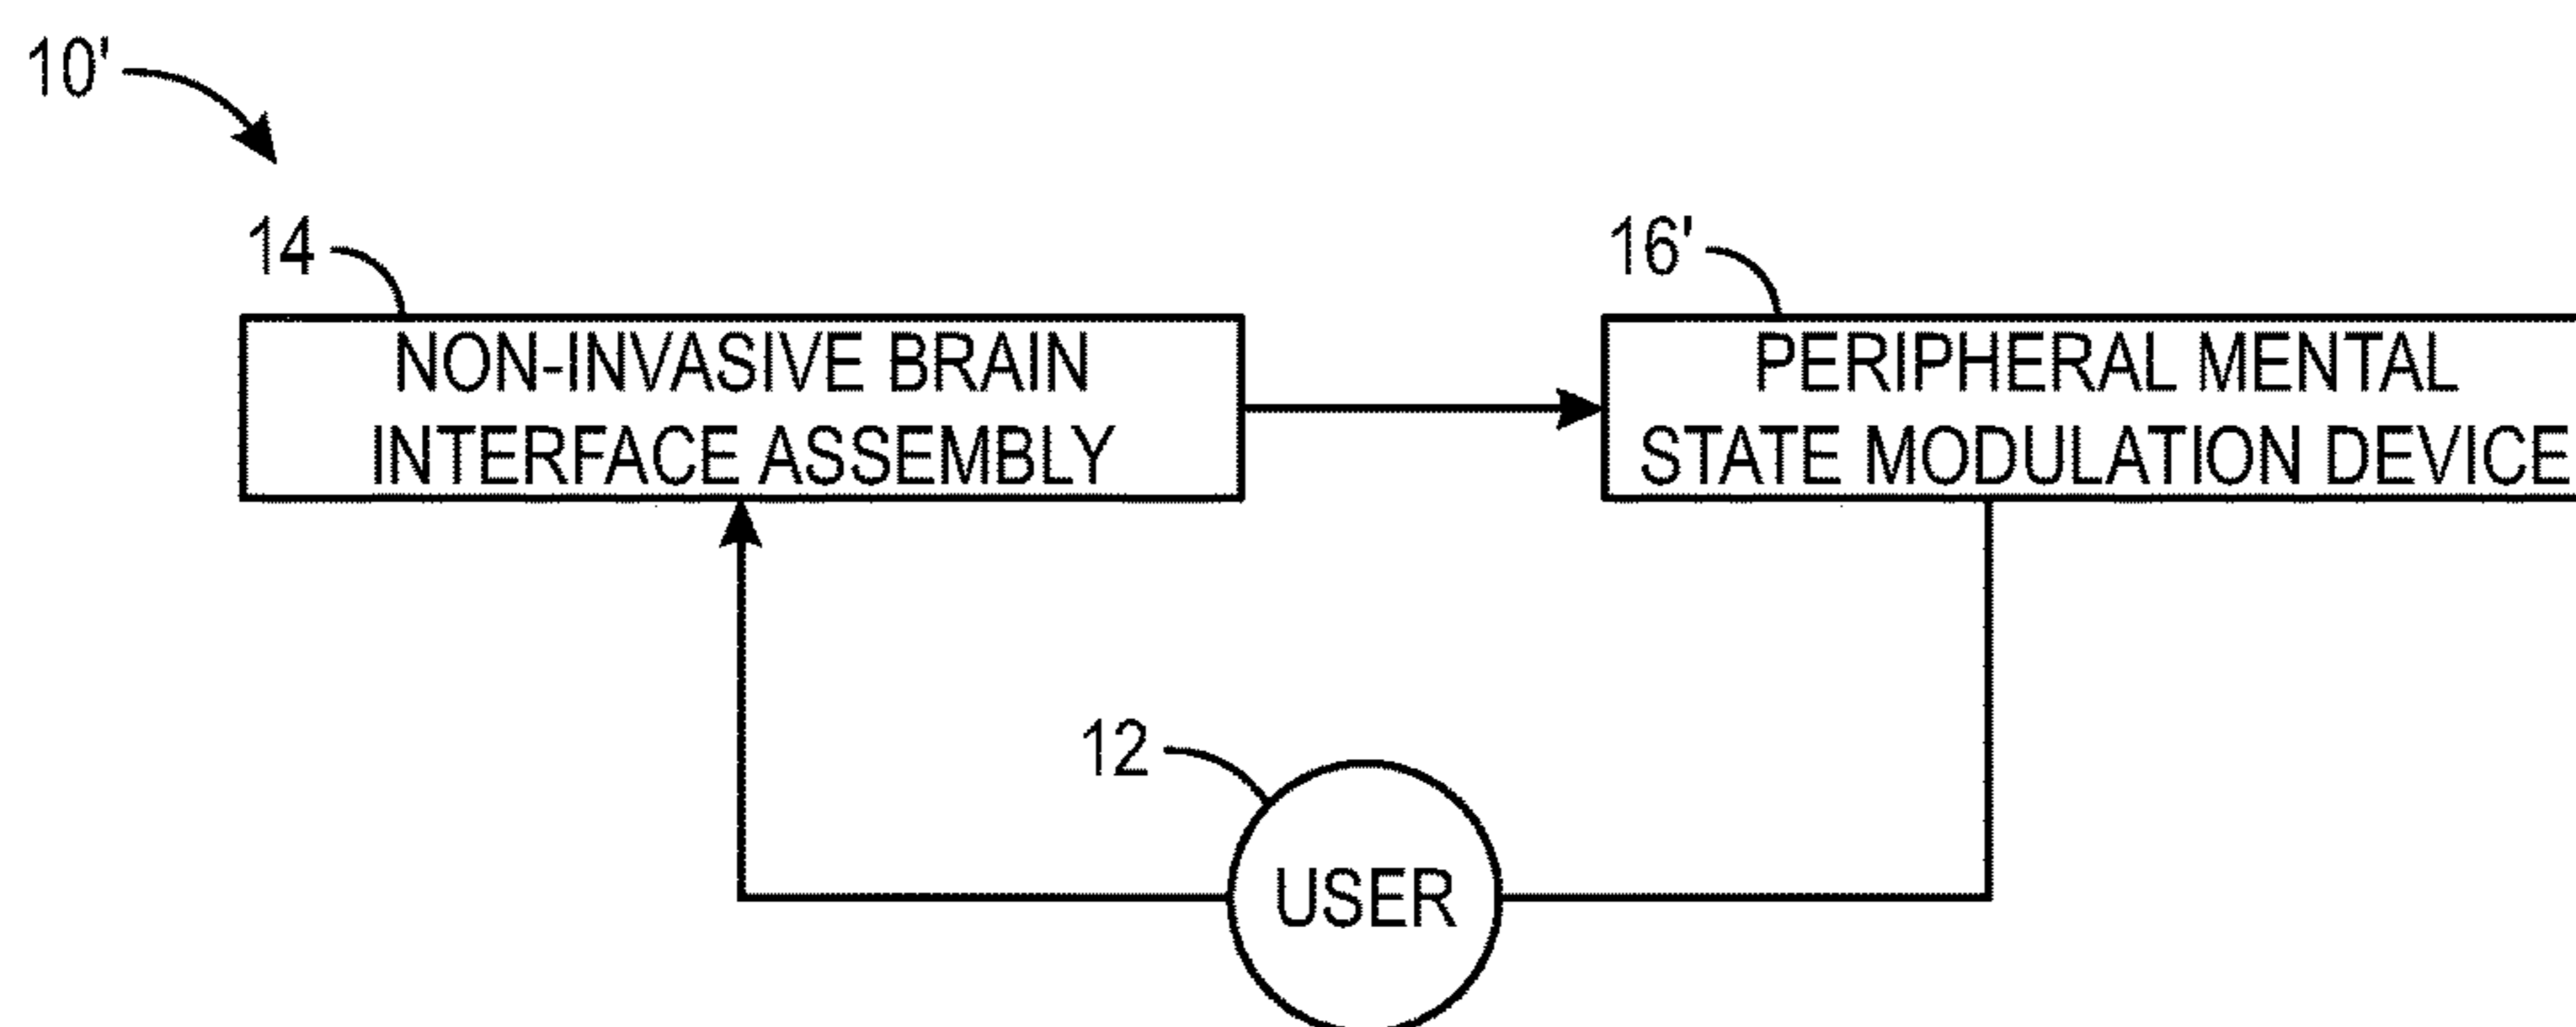 10'
14
16'
NON-INVASIVE BRAIN
INTERFACE ASSEMBLY
PERIPHERAL MENTAL
STATE MODULATION DEVICE
12
USER